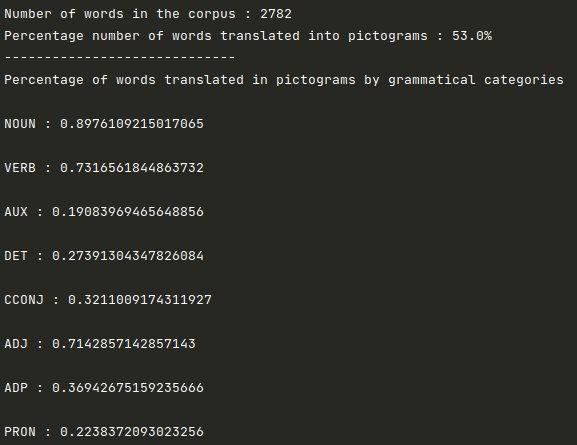 Number of words in the corpus : 2782
Percentage number of words translated into pictograms : 53.0%
-----------------------------
Percentage of words translated in pictograms by grammatical categories
NOUN : 0.8976109215017065
VERB : 0.7316561844863732
AUX : 0.19083969465648856
DET : 0.27391304347826084
CCONJ : 0.3211009174311927
ADJ : 0.7142857142857143
ADP : 0.36942675159235666
PRON : 0.2238372093023256